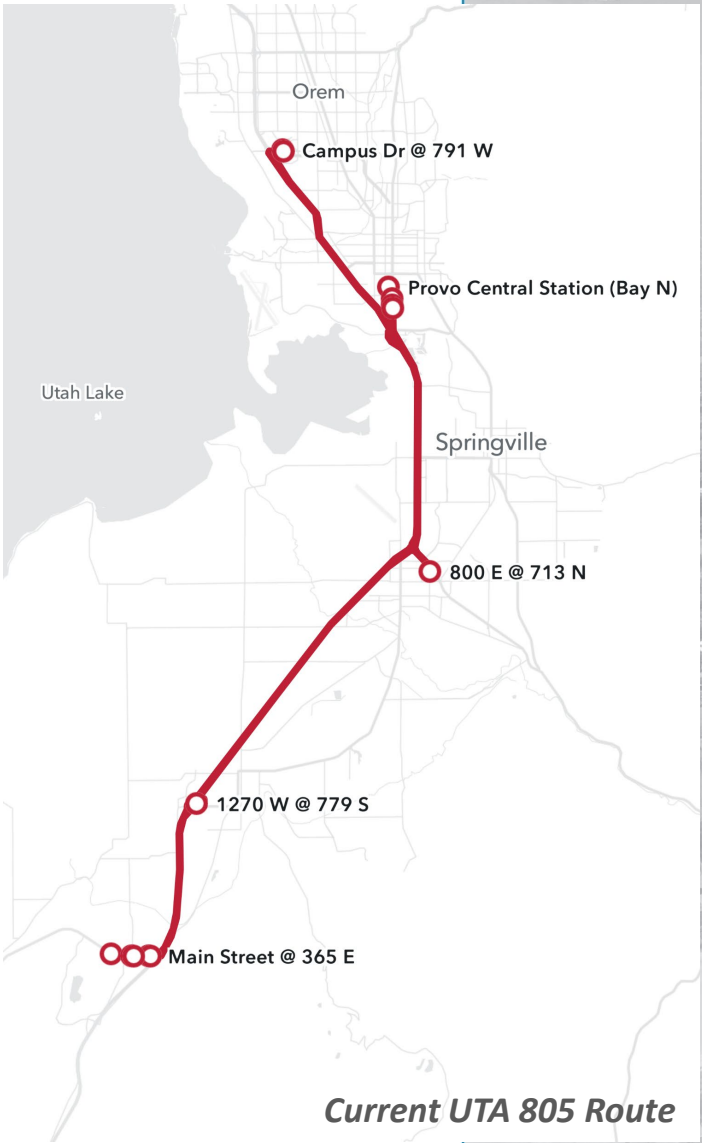 Orem
Campus Dr @ 791 W
Provo Central Station (Bay N)
Utah Lake
Springville
800 E @ 713 N
1270 W @ 779 S
Main Street @ 365 E
Current UTA 805 Route